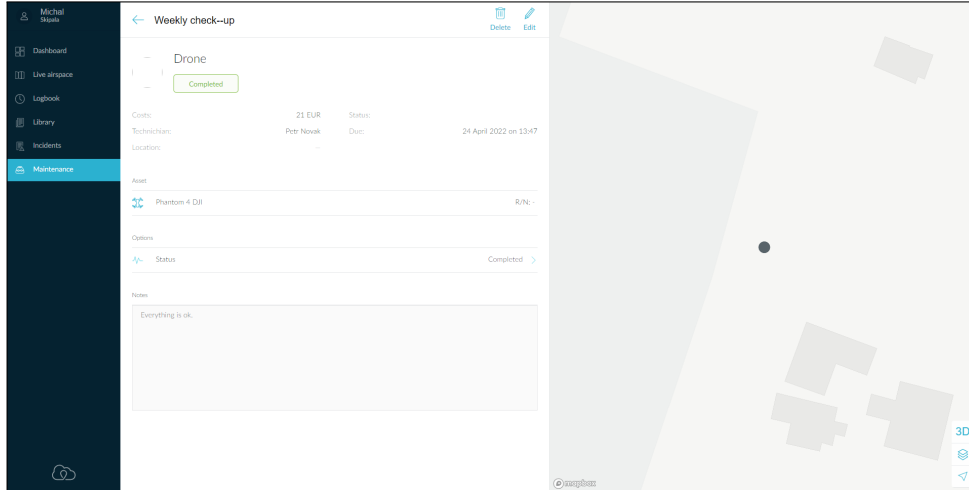 Michal
Skipala
Dashboard
Live airspace
Logbook
Library
Incidents
Maintenance
Weekly check--up
Delete
Edit
Drone
Completed
Costs: 21 EUR Status:
Technichian: Petr Novak Due: 24 April 2022 on 13:47
Location: --
Asset
Phantom 4 DJI R/N: -
Options
Status Completed
Notes
Everything is ok.
3D
mapbox